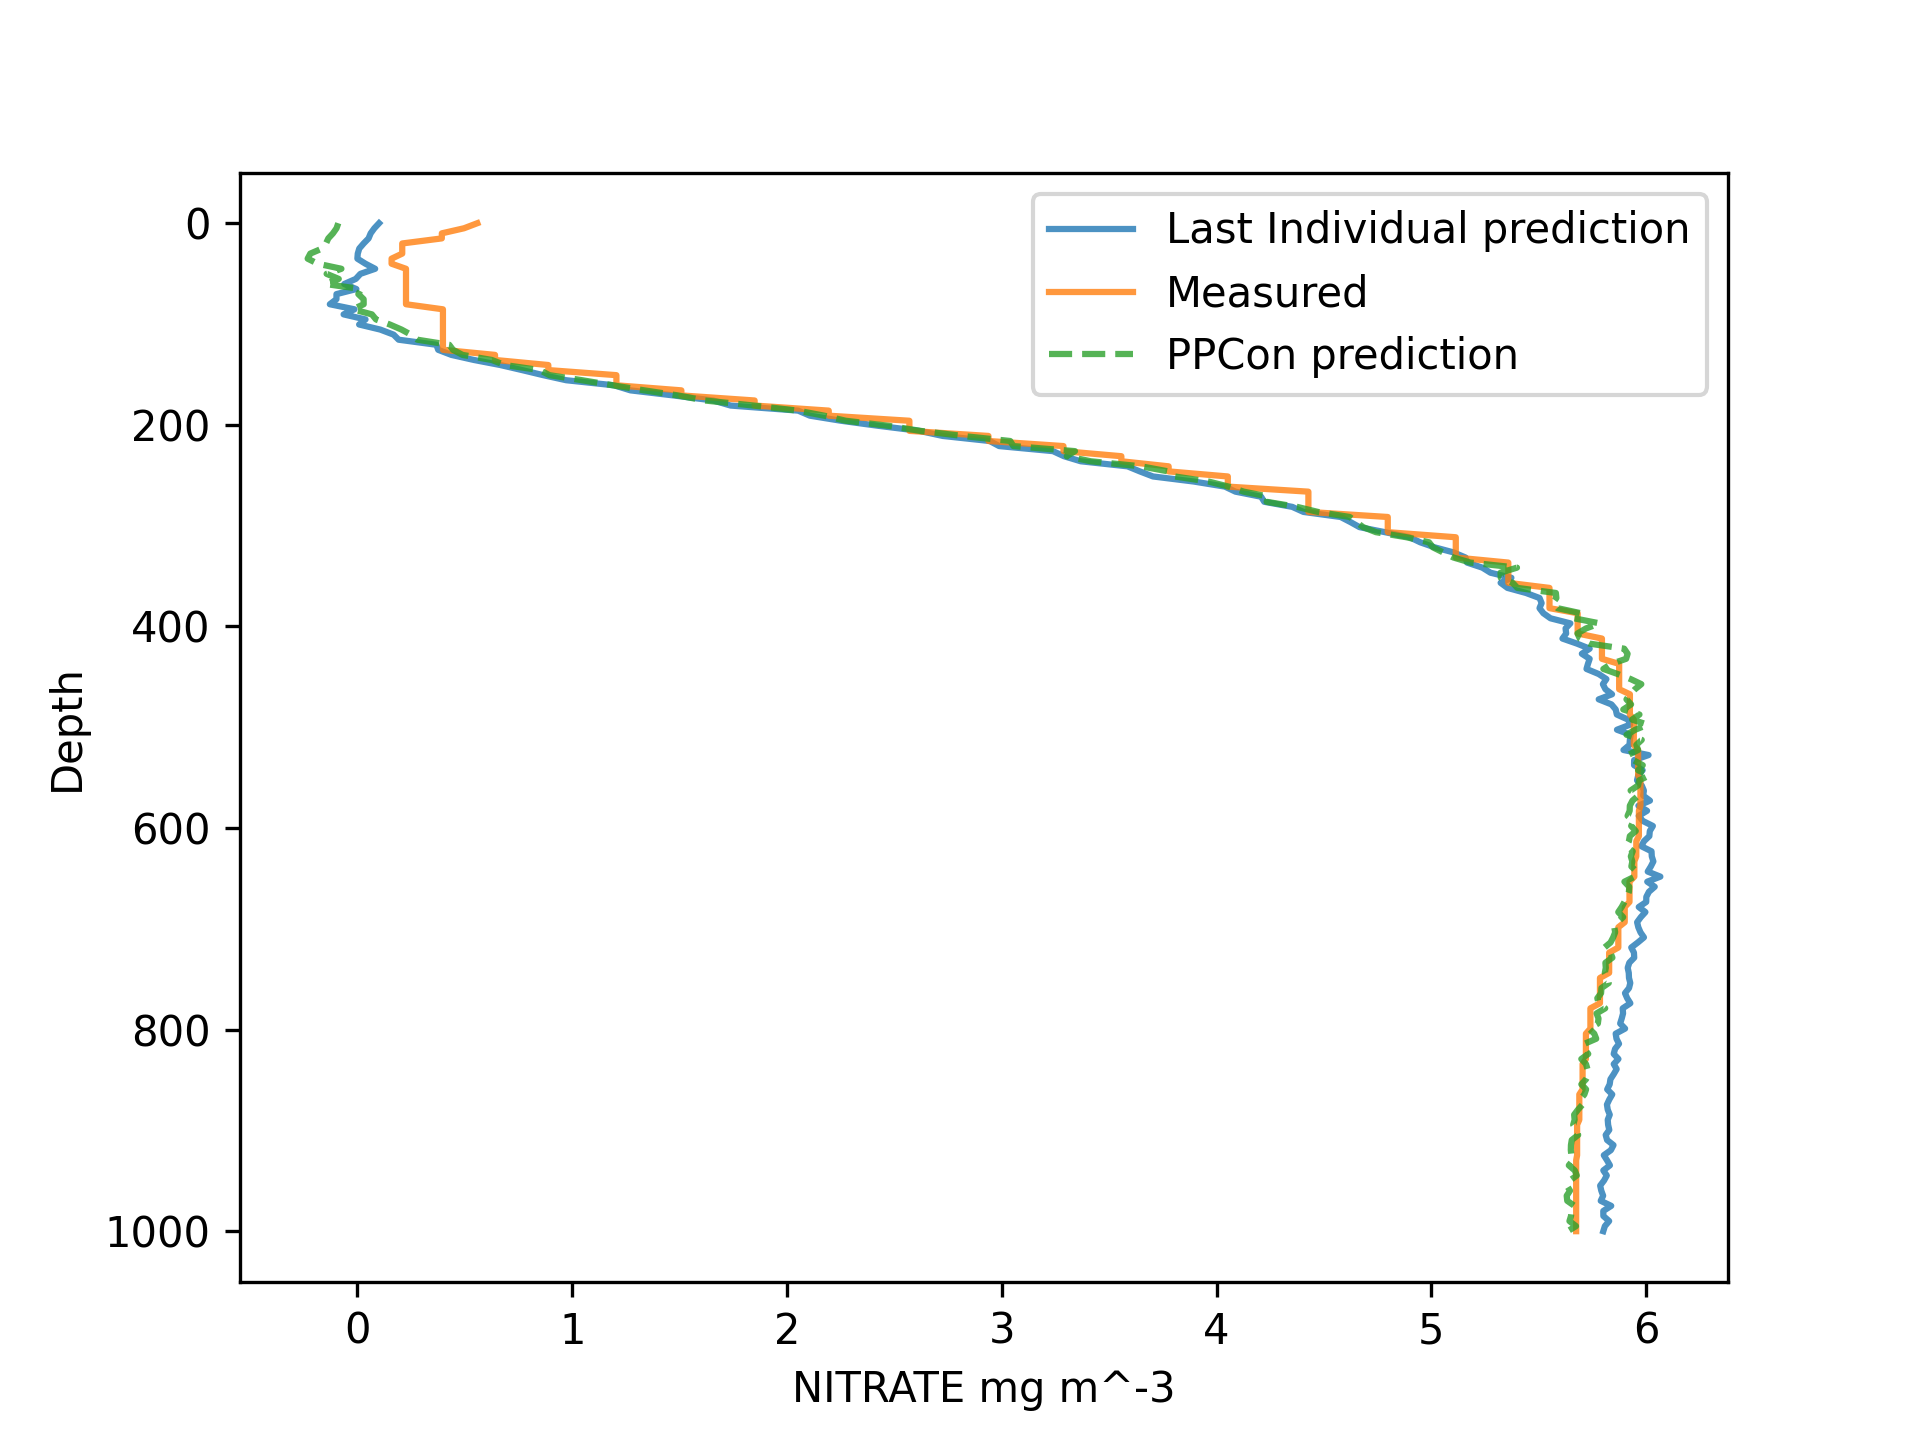 Last Individual prediction
Measured
PPCon prediction
0
200
400
600
800
1000
Depth
0 1 2 3 4 5 6
NITRATE mg m^-3